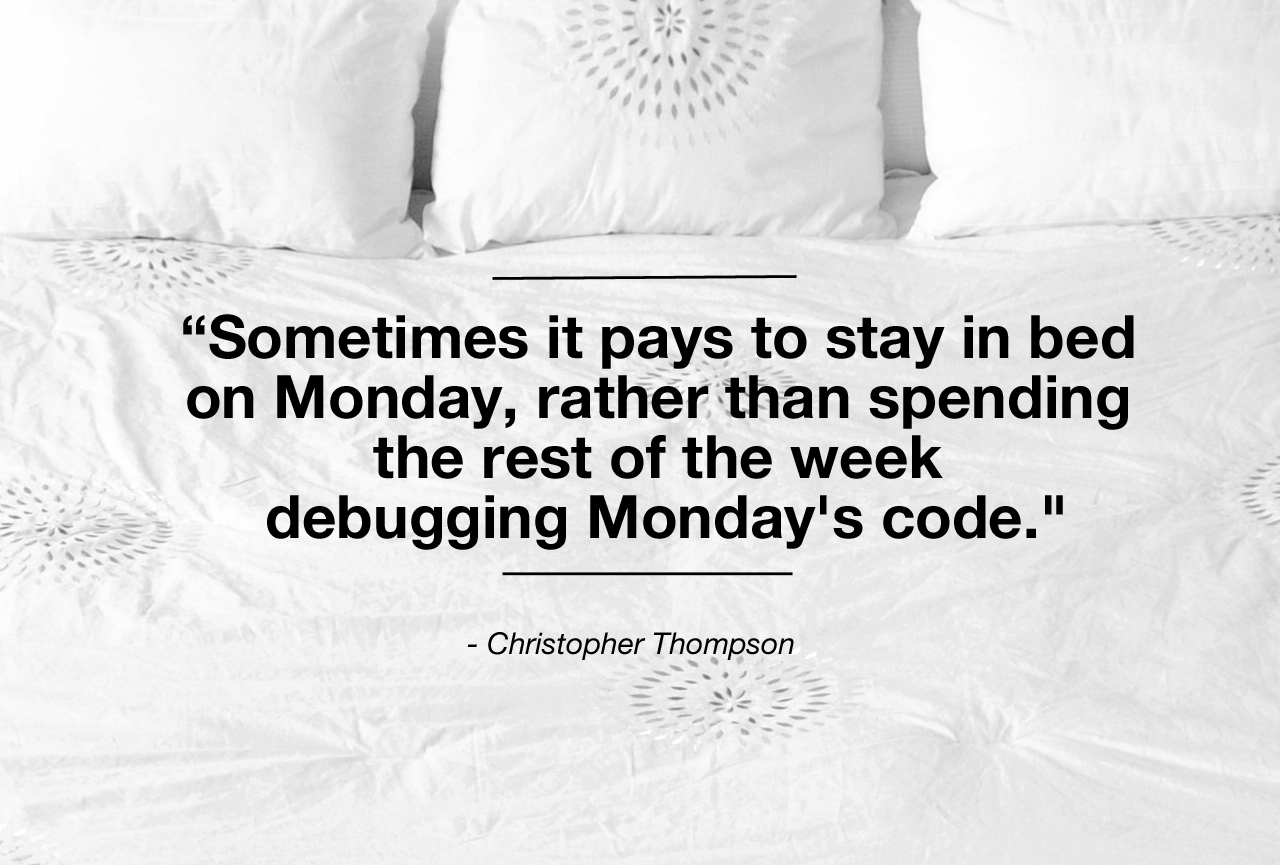 “Sometimes it pays to stay in bed
on Monday, rather than spending
the rest of the week
debugging Monday's code."
- Christopher Thompson